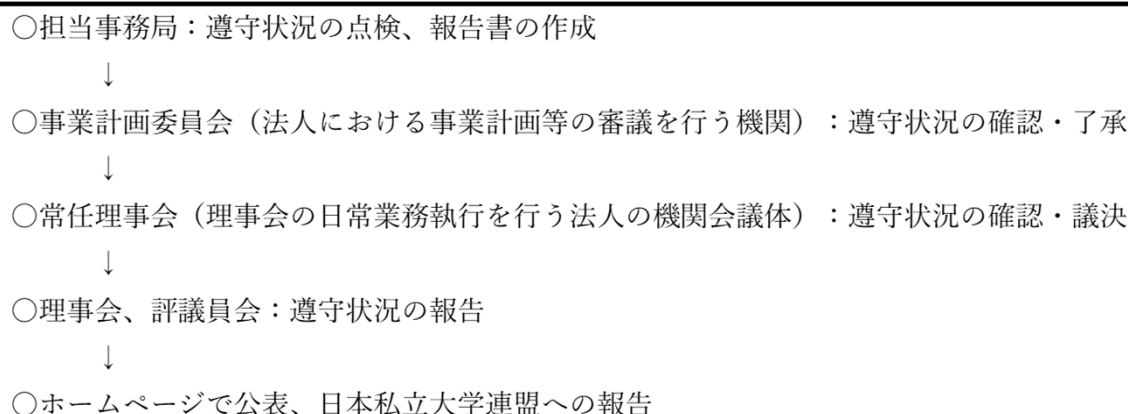 ○担当事務局：遵守状況の点検、報告書の作成
↓
○事業計画委員会（法人における事業計画等の審議を行う機関）：遵守状況の確認・了承
↓
○常任理事会（理事会の日常業務執行を行う法人の機関会議体）：遵守状況の確認・議決
↓
○理事会、評議員会：遵守状況の報告
↓
○ホームページで公表、日本私立大学連盟への報告